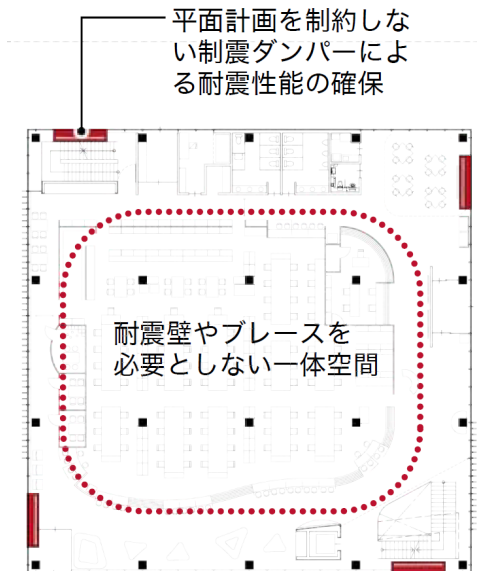 平面計画を制約しな
い制震ダンパーによ
る耐震性能の確保
耐震壁やブレースを
必要としない一体空間